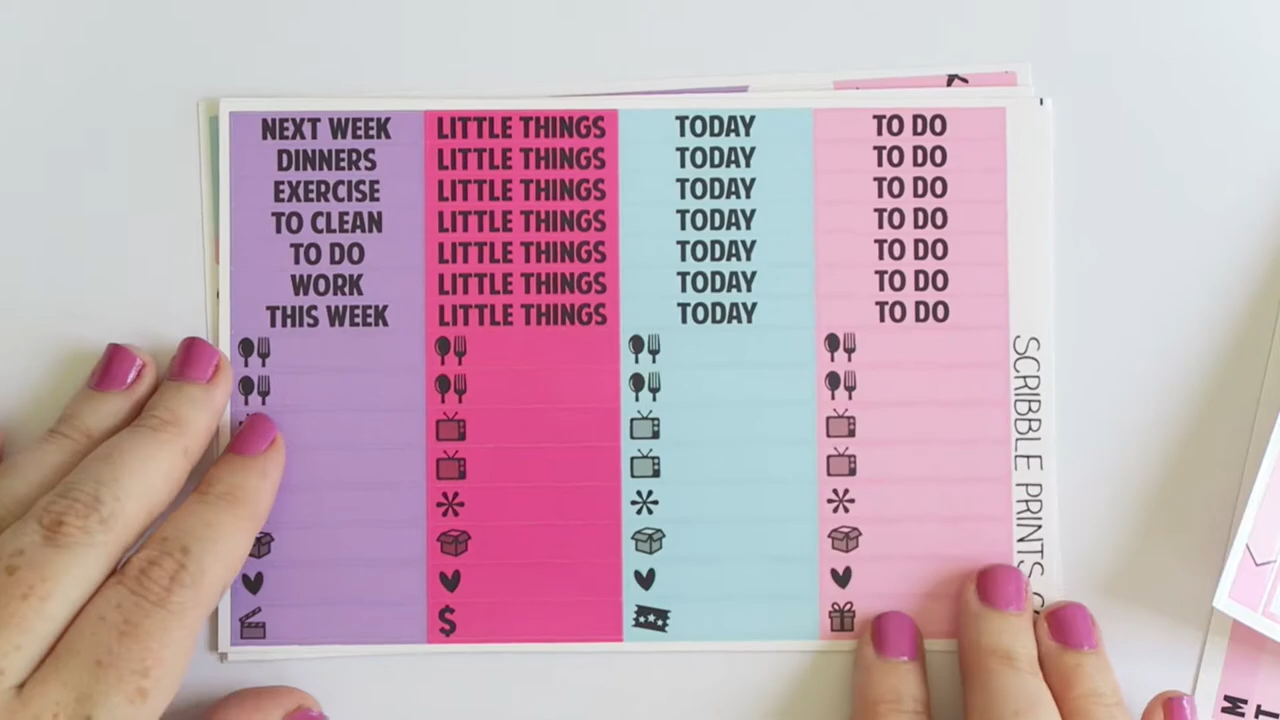 NEXT WEEK
DINNERS
EXERCISE
TO CLEAN
TO DO
WORK
THIS WEEK
LITTLE THINGS
LITTLE THINGS
LITTLE THINGS
LITTLE THINGS
LITTLE THINGS
LITTLE THINGS
LITTLE THINGS
$
TODAY
TODAY
TODAY
TODAY
TODAY
TODAY
TODAY
TO DO
TO DO
TO DO
TO DO
TO DO
TO DO
TO DO
SCRIBBLE PRINTS
M
T